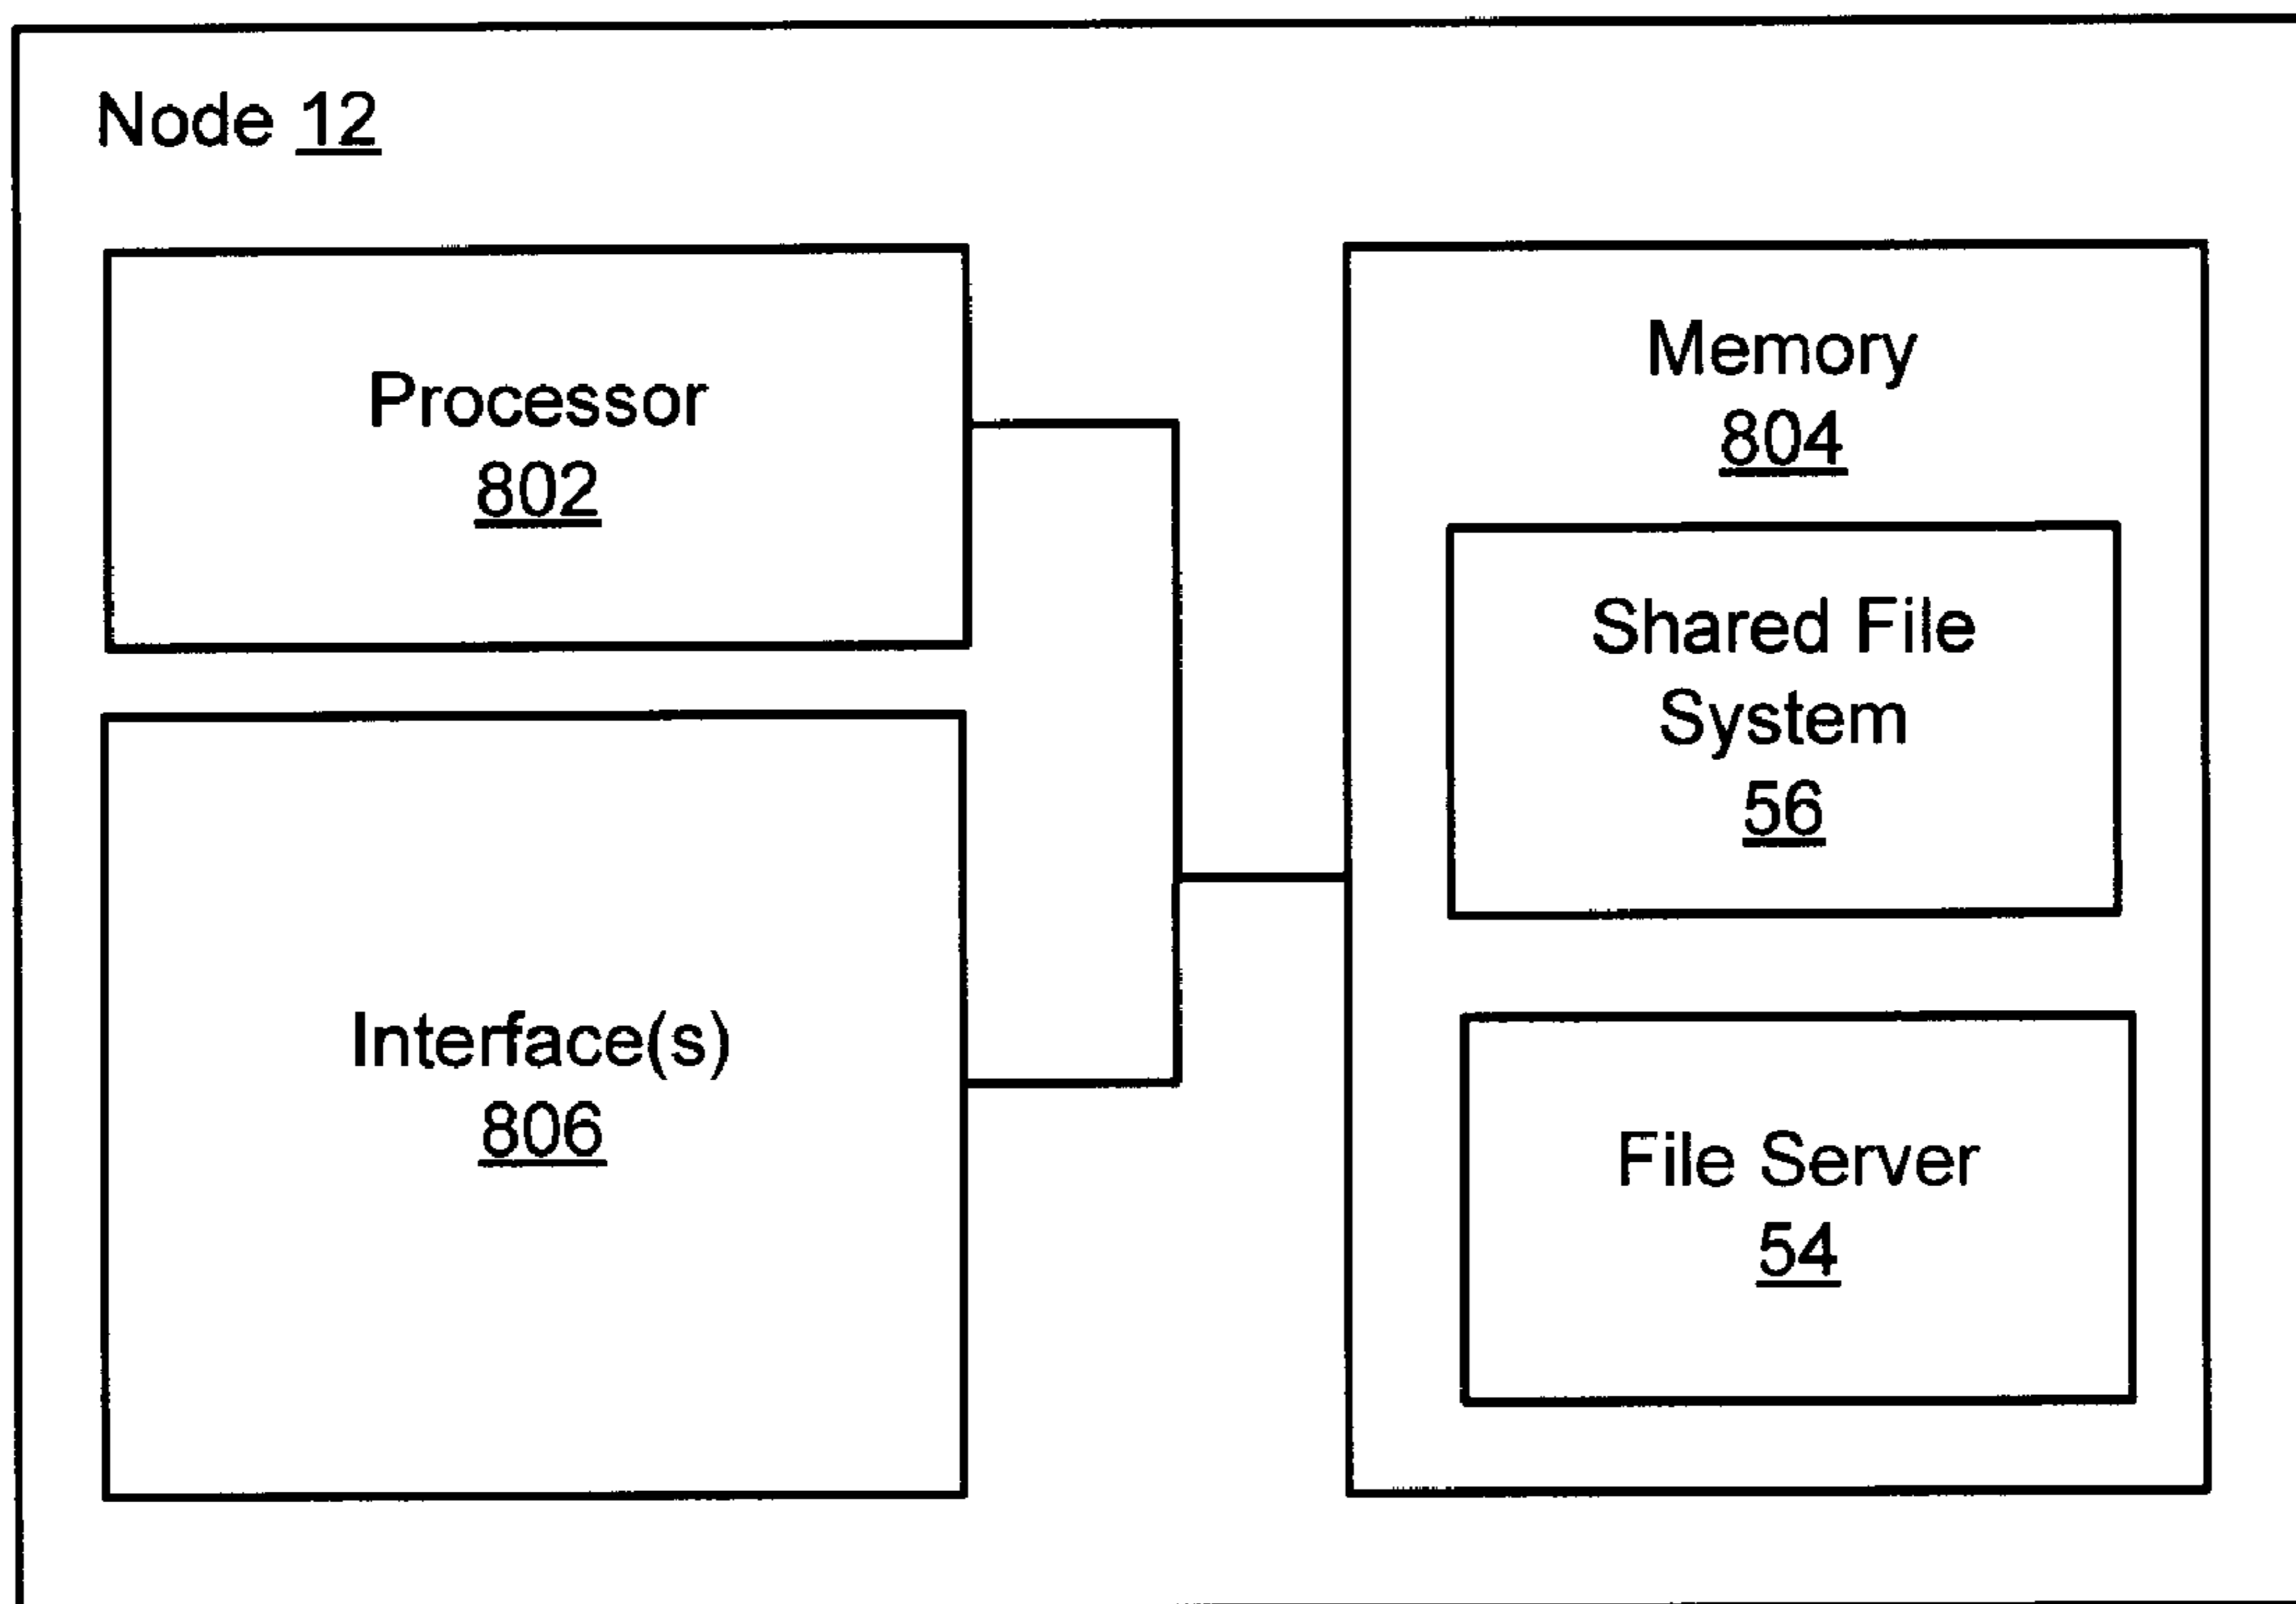 Node 12
Processor
802
Memory
804
Shared File
System
56
Interface(s)
806
File Server
54